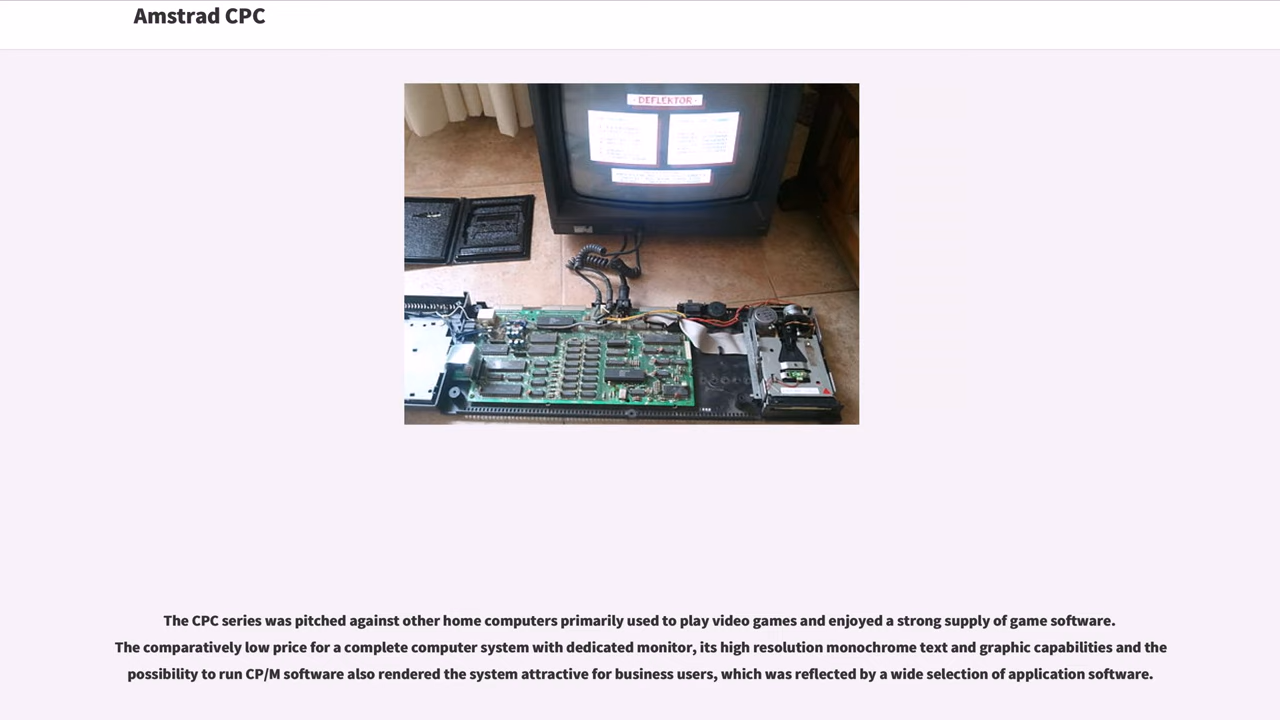 Amstrad CPC
DEFLEKTOR
The CPC series was pitched against other home computers primarily used to play video games and enjoyed a strong supply of game software.
The comparatively low price for a complete computer system with dedicated monitor, its high resolution monochrome text and graphic capabilities and the
possibility to run CP/M software also rendered the system attractive for business users, which was reflected by a wide selection of application software.